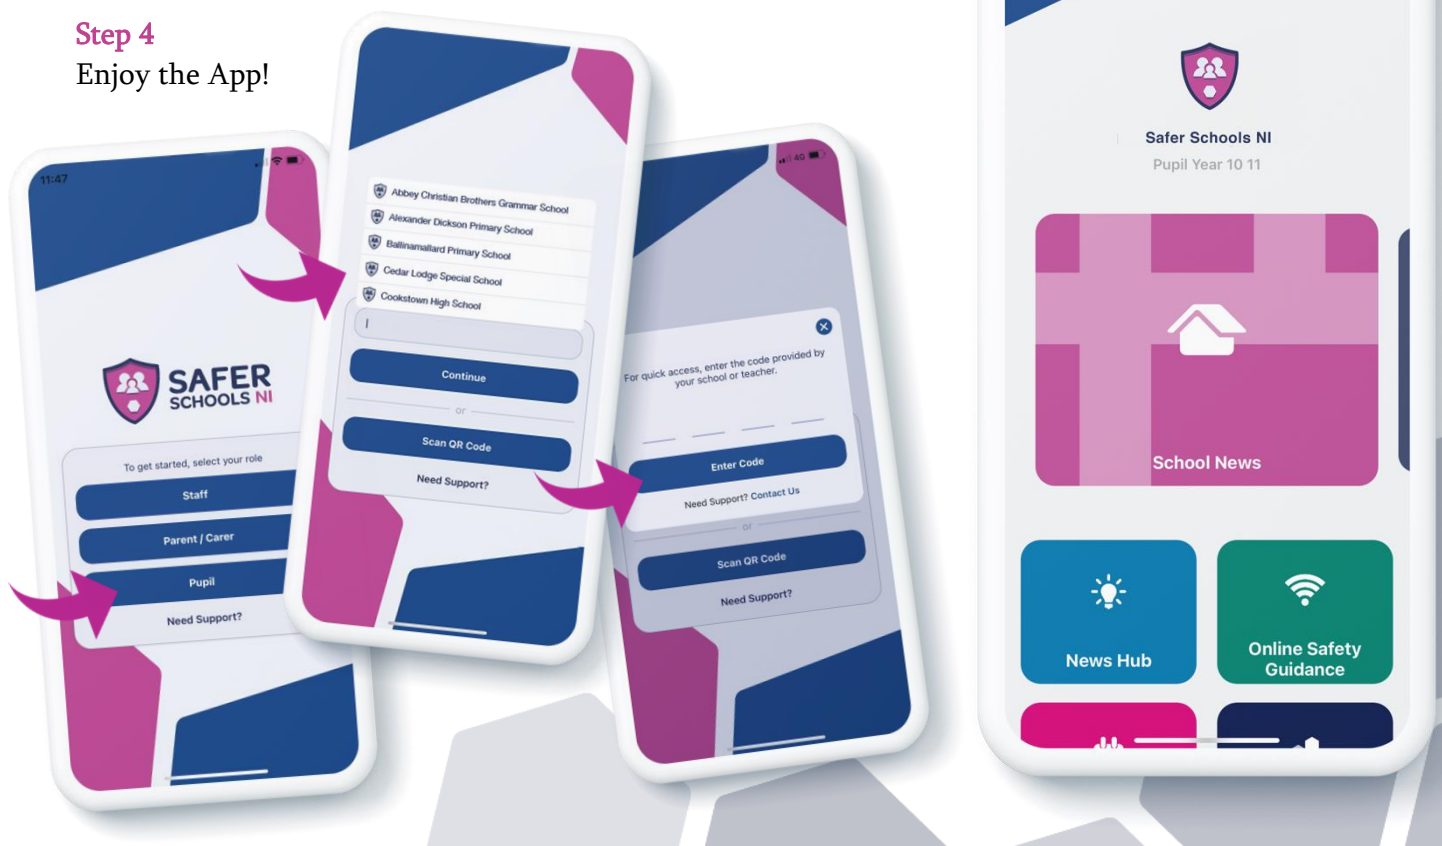 Step 4
Enjoy the App!
11:47
SAFER
SCHOOLS NI
To get started, select your role
Staff
Parent / Carer
Pupil
Need Support?
Abbey Christian Brothers Grammar School
Alexander Dickson Primary School
Ballinamallard Primary School
Cedar Lodge Special School
Cookstown High School
Continue
or
Scan QR Code
Need Support?
4G
For quick access, enter the code provided by
your school or teacher.
Enter Code
Need Support? Contact Us
or
Scan QR Code
Need Support?
Safer Schools NI
Pupil Year 10 11
School News
News Hub
Online Safety
Guidance